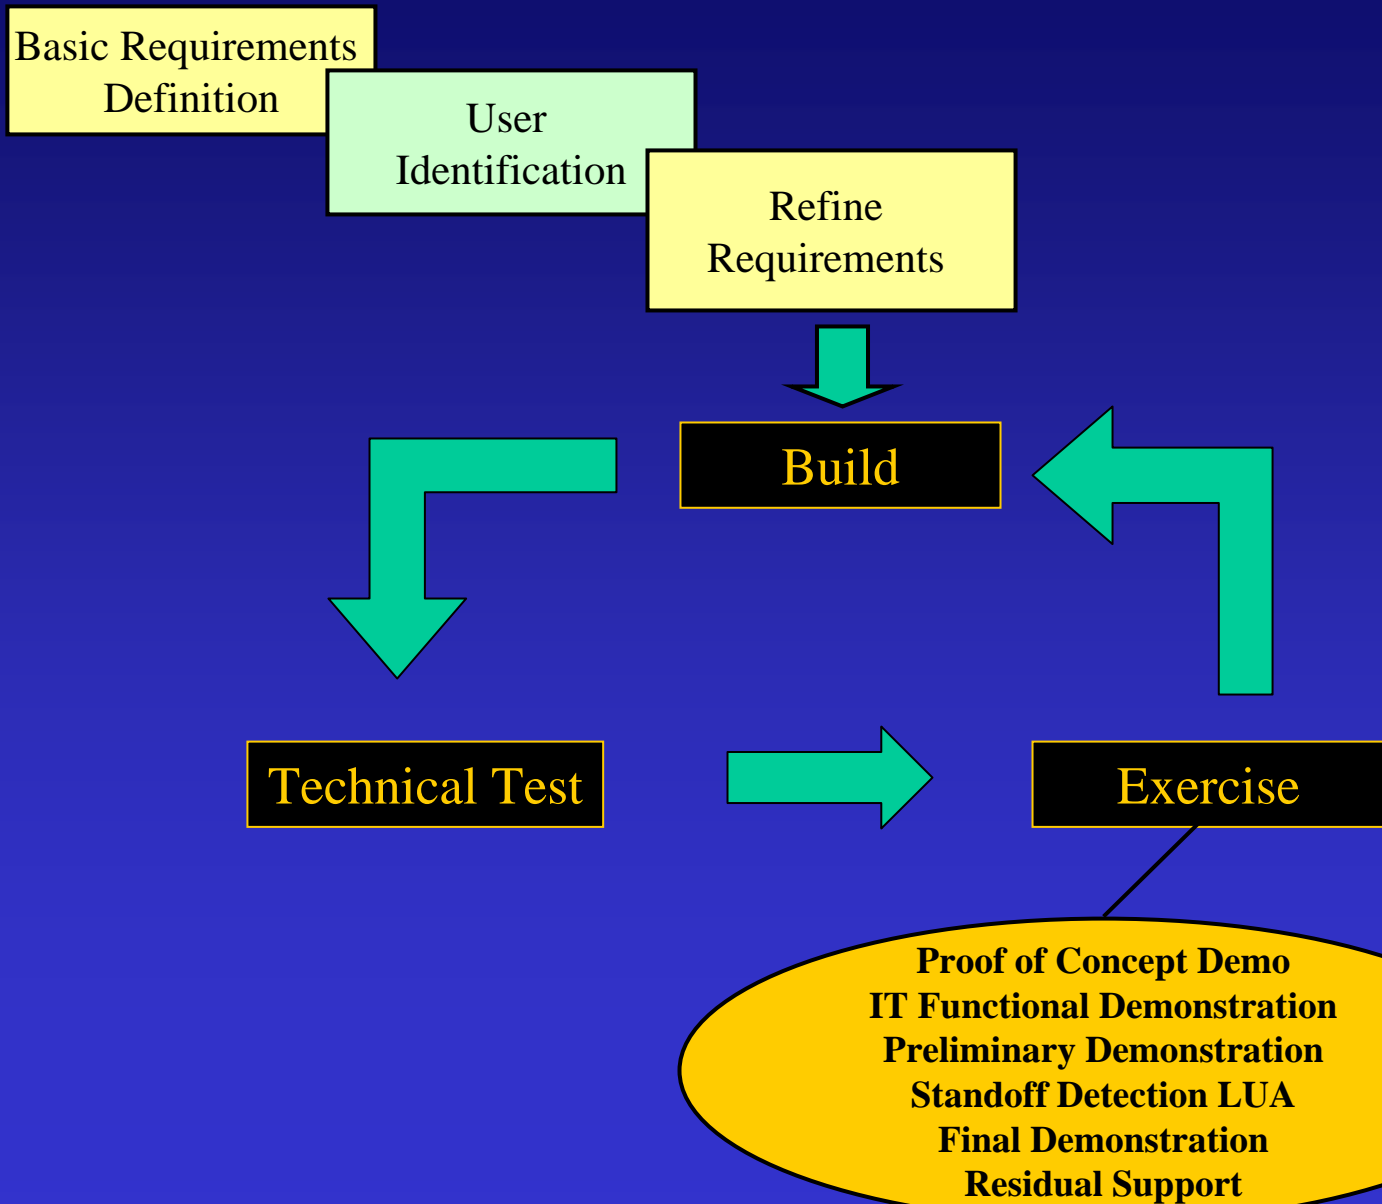 Basic Requirements
Definition
User
Identification
Refine
Requirements
Build
Technical Test
Exercise
Proof of Concept Demo
IT Functional Demonstration
Preliminary Demonstration
Standoff Detection LUA
Final Demonstration
Residual Support